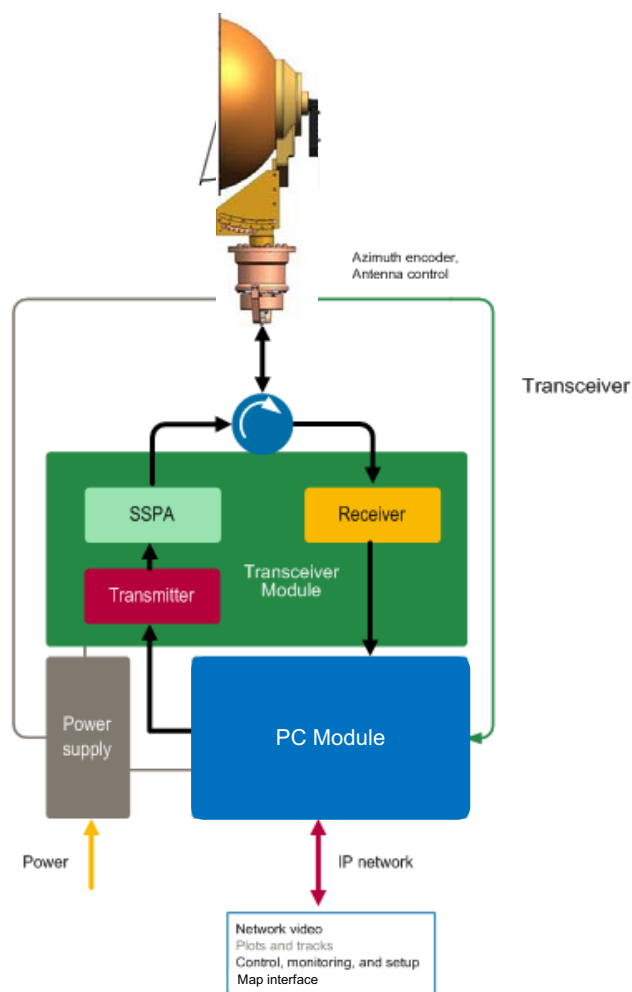 Azimuth encoder,
Antenna control
Transceiver
SSPA
Receiver
Transmitter
Transceiver
Module
Power
supply
PC Module
Power
IP network
Network video
Plots and tracks
Control, monitoring, and setup
Map interface